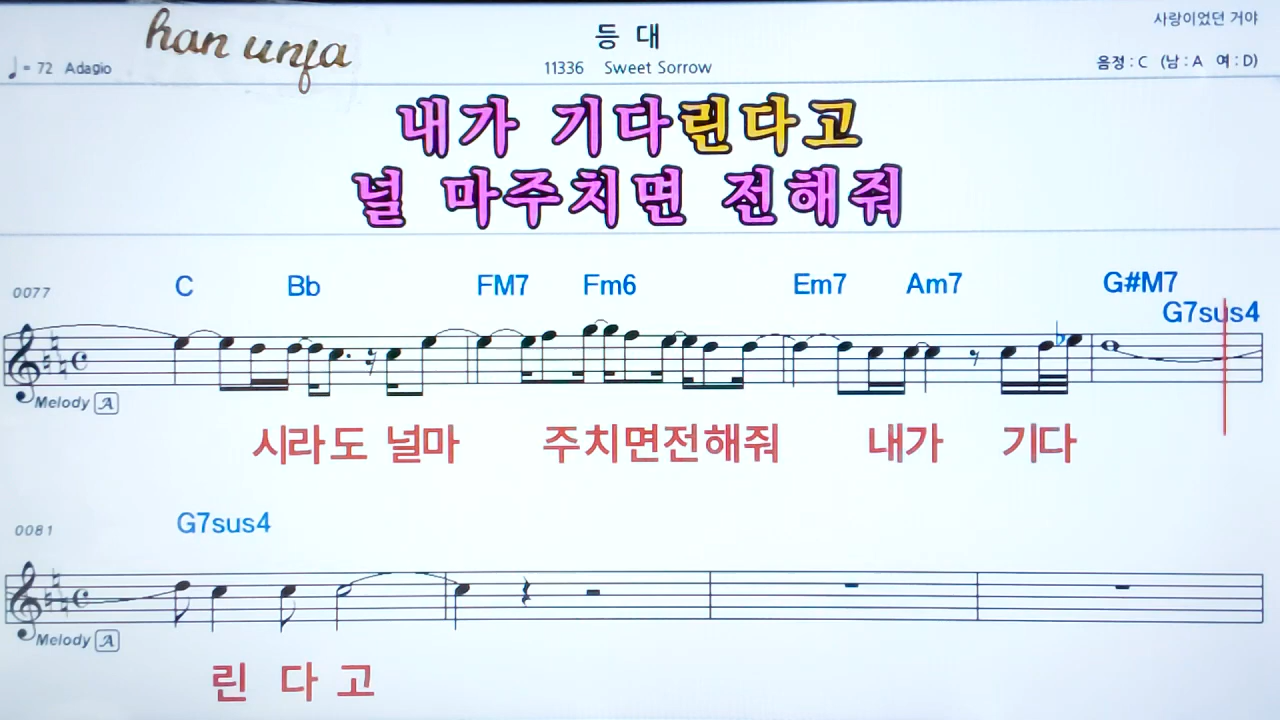 han unfa
등 대
사랑이었던 거야
♩= 72 Adagio
11336 Sweet Sorrow
음정 : C (남 : A 여 : D)
내가 기다린다고
널 마주치면 전해줘
0077
C Bb FM7 Fm6 Em7 Am7 G#M7
G7sus4
Melody A
시라도 널마 주치면전해줘 내가 기다
0081
G7sus4
Melody A
린 다 고